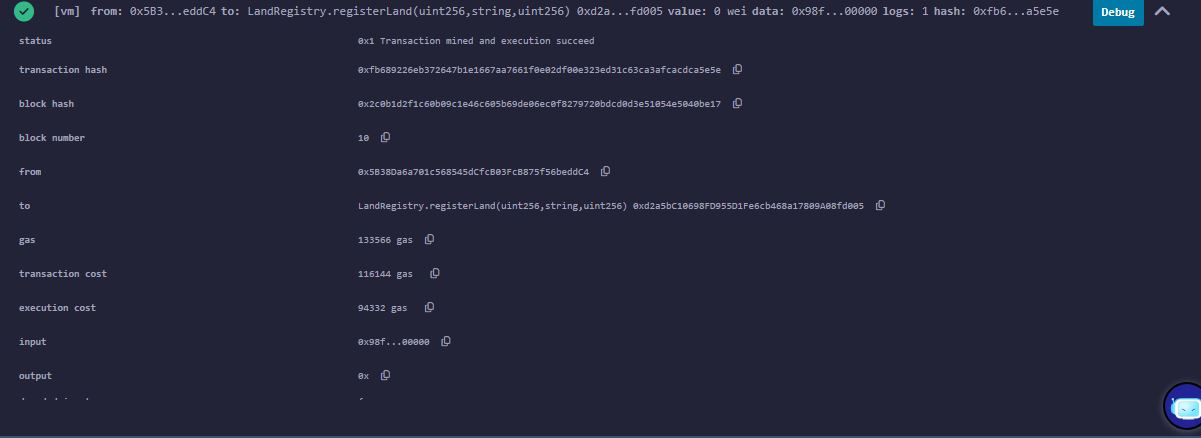 [vm] from: 0x5B3...eddC4 to: LandRegistry.registerLand(uint256,string,uint256) 0xd2a...fd005 value: 0 wei data: 0x98f...00000 logs: 1 hash: 0xfb6...a5e5e Debug
status 0x1 Transaction mined and execution succeed
transaction hash 0xfb689226eb372647b1e1667aa7661f0e02df00e323ed31c63ca3afcacdca5e5e
block hash 0x2c0b1d2f1c60b09c1e46c605b69de06ec0f8279720bdcd0d3e51054e5040be17
block number 10
from 0x5B38Da6a701c568545dCfcB03FcB875f56beddC4
to LandRegistry.registerLand(uint256,string,uint256) 0xd2a5bC10698FD955D1Fe6cb468a17809A08fd005
gas 133566 gas
transaction cost 116144 gas
execution cost 94332 gas
input 0x98f...00000
output 0x